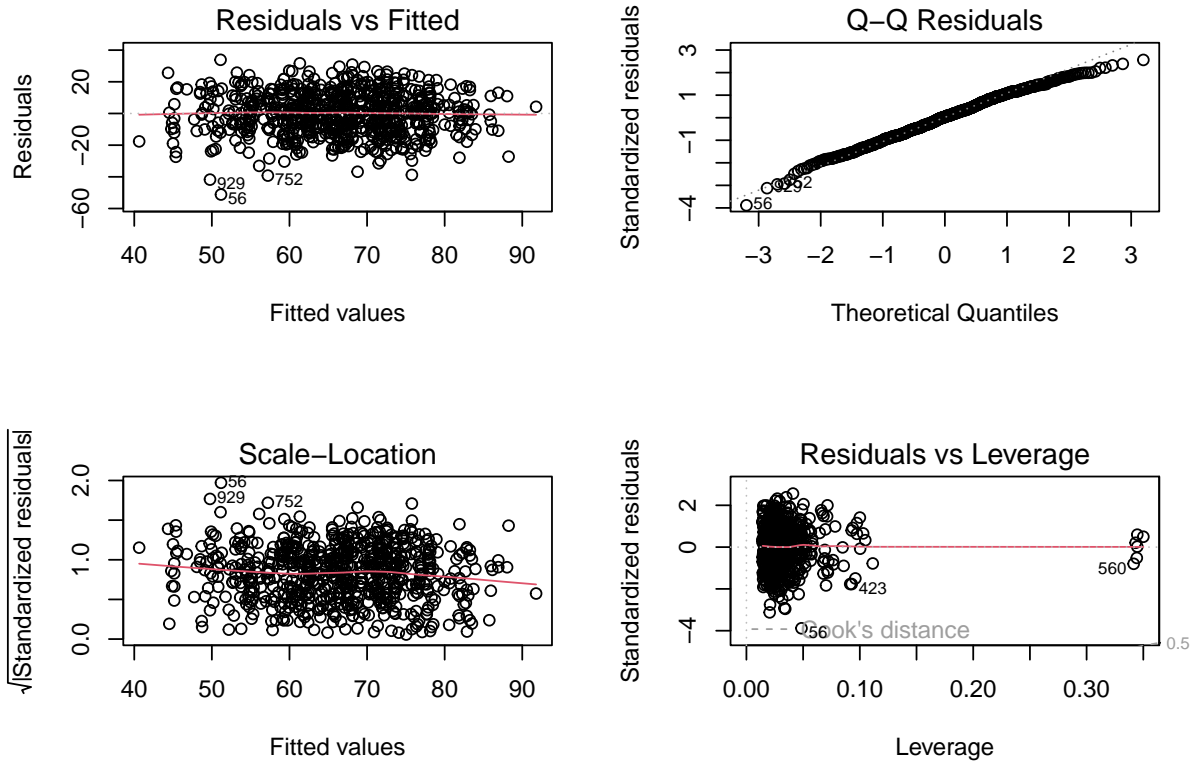 Residuals vs Fitted
Residuals
20
−20
−60
929
56
752
40 50 60 70 80 90
Fitted values
Q−Q Residuals
Standardized residuals
3
1
−1
−4
56
−3 −2 −1 0 1 2 3
Theoretical Quantiles
Scale−Location
√|Standardized residuals|
2.0
1.0
0.0
56
929
752
40 50 60 70 80 90
Fitted values
Residuals vs Leverage
Standardized residuals
2
0
−4
560
423
56
Cook's distance
0.5
0.00 0.10 0.20 0.30
Leverage